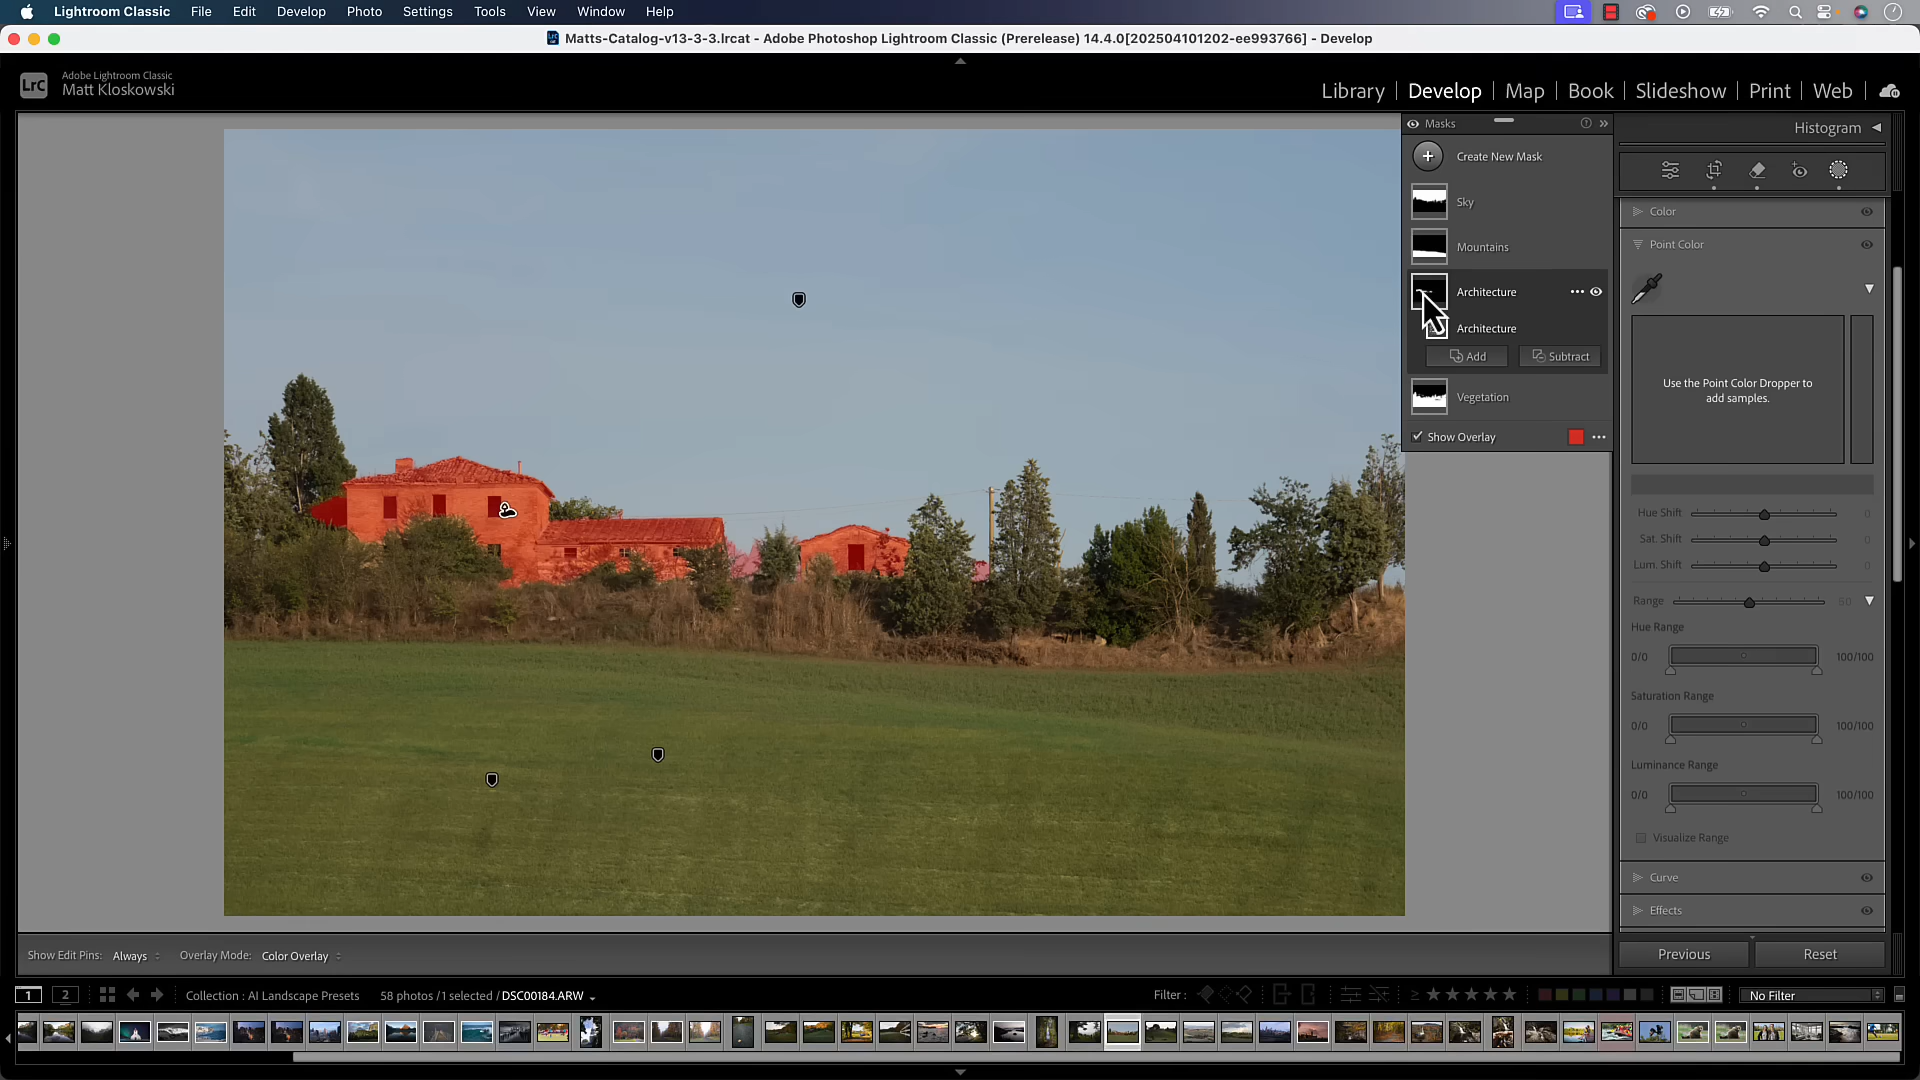 Lightroom Classic File Edit Develop Photo Settings Tools View Window Help
Matts-Catalog-v13-3-3.lrcat - Adobe Photoshop Lightroom Classic (Prerelease) 14.4.0[202504101202-ee993766] - Develop
LrC
Adobe Lightroom Classic
Matt Kloskowski
Library Develop Map Book Slideshow Print Web
Masks
Create New Mask
Sky
Mountains
Architecture
Architecture
Add Subtract
Vegetation
Show Overlay
Histogram
Color
Point Color
Use the Point Color Dropper to
add samples.
Hue Shift 0
Sat. Shift 0
Lum. Shift 0
Range 50
Hue Range
0/0 100/100
Saturation Range
0/0 100/100
Luminance Range
0/0 100/100
Visualize Range
Curve
Effects
Previous Reset
Show Edit Pins: Always Overlay Mode: Color Overlay
1 2 Collection : AI Landscape Presets 58 photos /1 selected /DSC00184.ARW Filter : ≥ No Filter